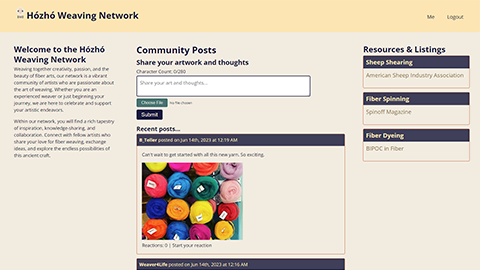 Hózhó Weaving Network
Me
Logout
Welcome to the Hózhó
Weaving Network
Weaving together creativity, passion, and the
beauty of fiber arts, our network is a vibrant
community of artists who are passionate about
the art of weaving. Whether you are an
experienced weaver or just beginning your
journey, we are here to celebrate and support
your artistic endeavors.
Within our network, you will find a rich tapestry
of inspiration, knowledge-sharing, and
collaboration. Connect with fellow artists who
share your love for fiber weaving, exchange
ideas, and explore the endless possibilities of
this ancient craft.
Community Posts
Share your artwork and thoughts
Character Count: 0/280
Share your art and thoughts...
Choose File
No file chosen
Submit
Recent posts...
B_Teller posted on Jun 14th, 2023 at 12:19 AM
Can't wait to get started with all this new yarn. So exciting.
Reactions: 0 | Start your reaction
Weaver4Life posted on Jun 14th, 2023 at 12:16 AM
Resources & Listings
Sheep Shearing
American Sheep Industry Association
Fiber Spinning
Spinoff Magazine
Fiber Dyeing
BIPOC in Fiber